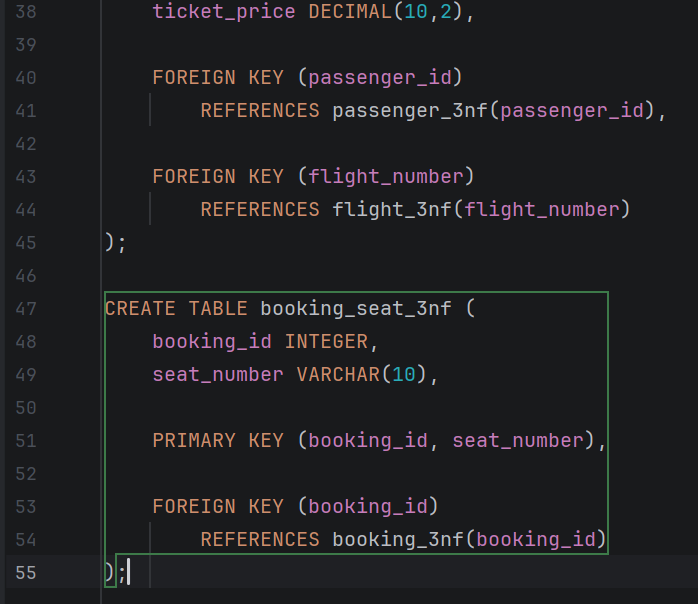 38 ticket_price DECIMAL(10,2),
39
40 FOREIGN KEY (passenger_id)
41 REFERENCES passenger_3nf(passenger_id),
42
43 FOREIGN KEY (flight_number)
44 REFERENCES flight_3nf(flight_number)
45 );
46
47 CREATE TABLE booking_seat_3nf (
48 booking_id INTEGER,
49 seat_number VARCHAR(10),
50
51 PRIMARY KEY (booking_id, seat_number),
52
53 FOREIGN KEY (booking_id)
54 REFERENCES booking_3nf(booking_id)
55 );